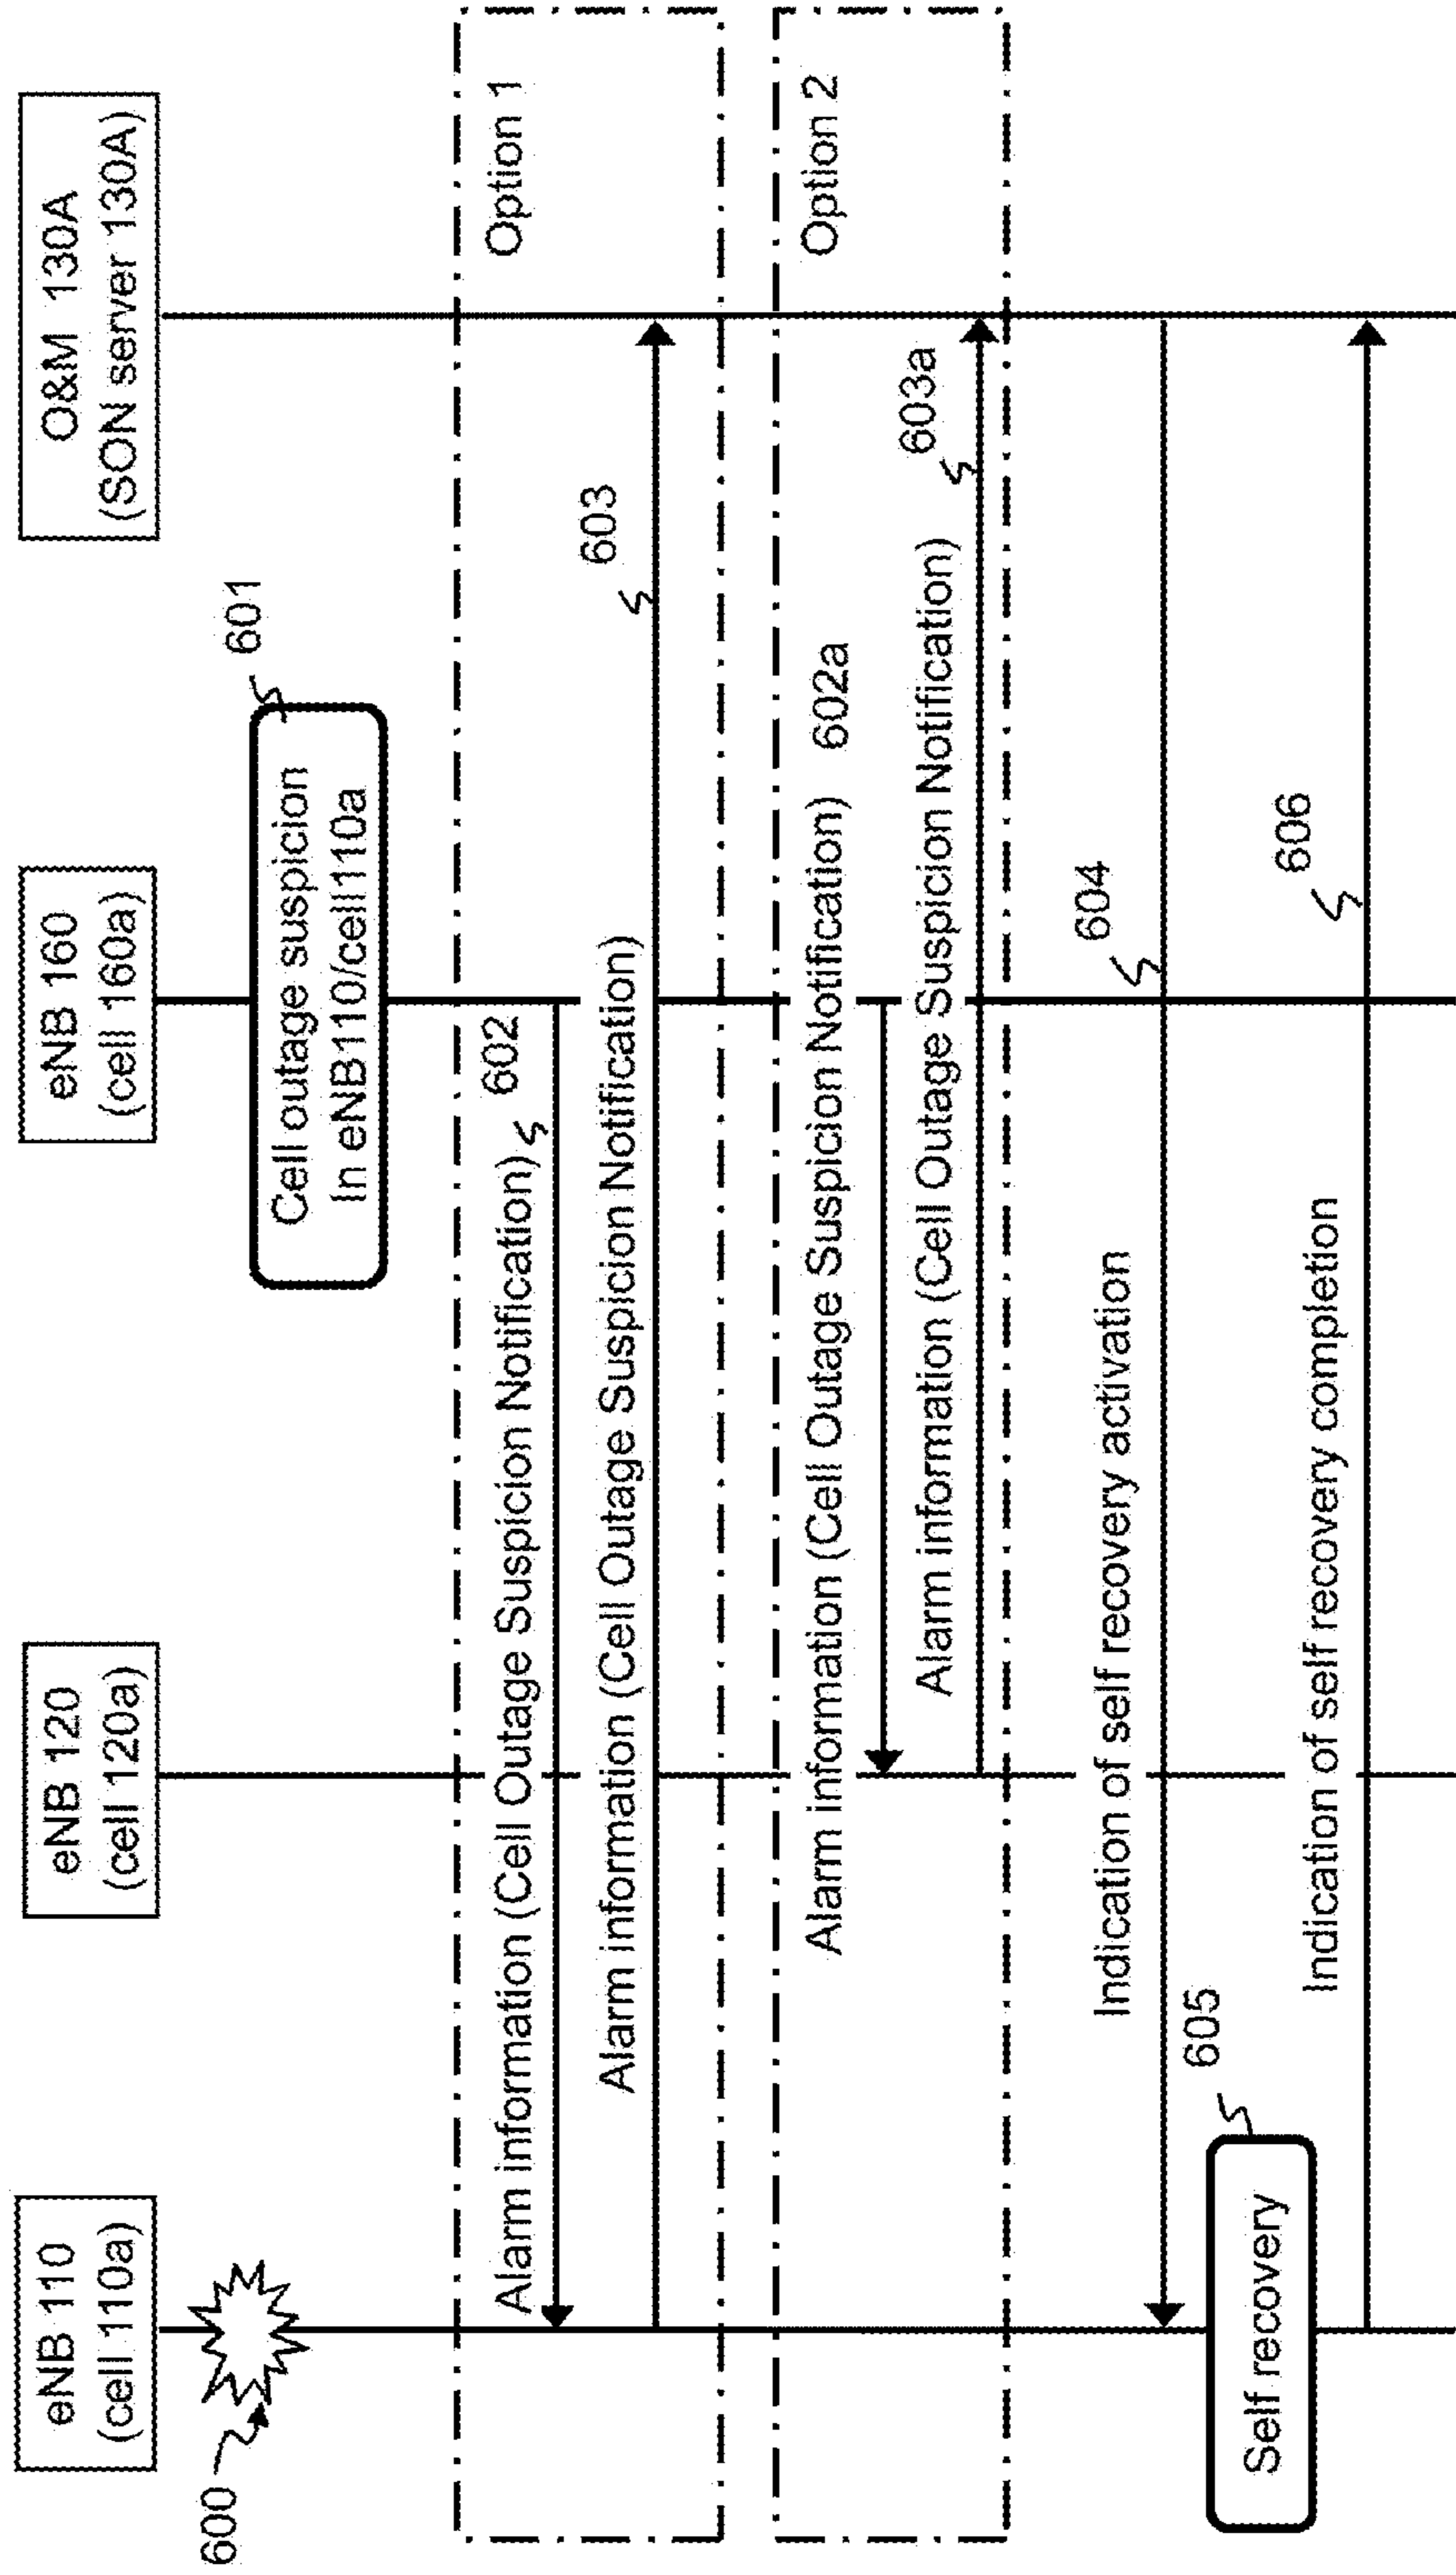 eNB 110
(cell 110a)
eNB 120
(cell 120a)
eNB 160
(cell 160a)
O&M 130A
(SON server 130A)
600
601
Cell outage suspicion
In eNB110/cell110a
Option 1
Alarm information (Cell Outage Suspicion Notification)
602
Alarm information (Cell Outage Suspicion Notification)
603
Option 2
Alarm information (Cell Outage Suspicion Notification) 602a
Alarm information (Cell Outage Suspicion Notification)
603a
Indication of self recovery activation
604
605
Self recovery
Indication of self recovery completion
606